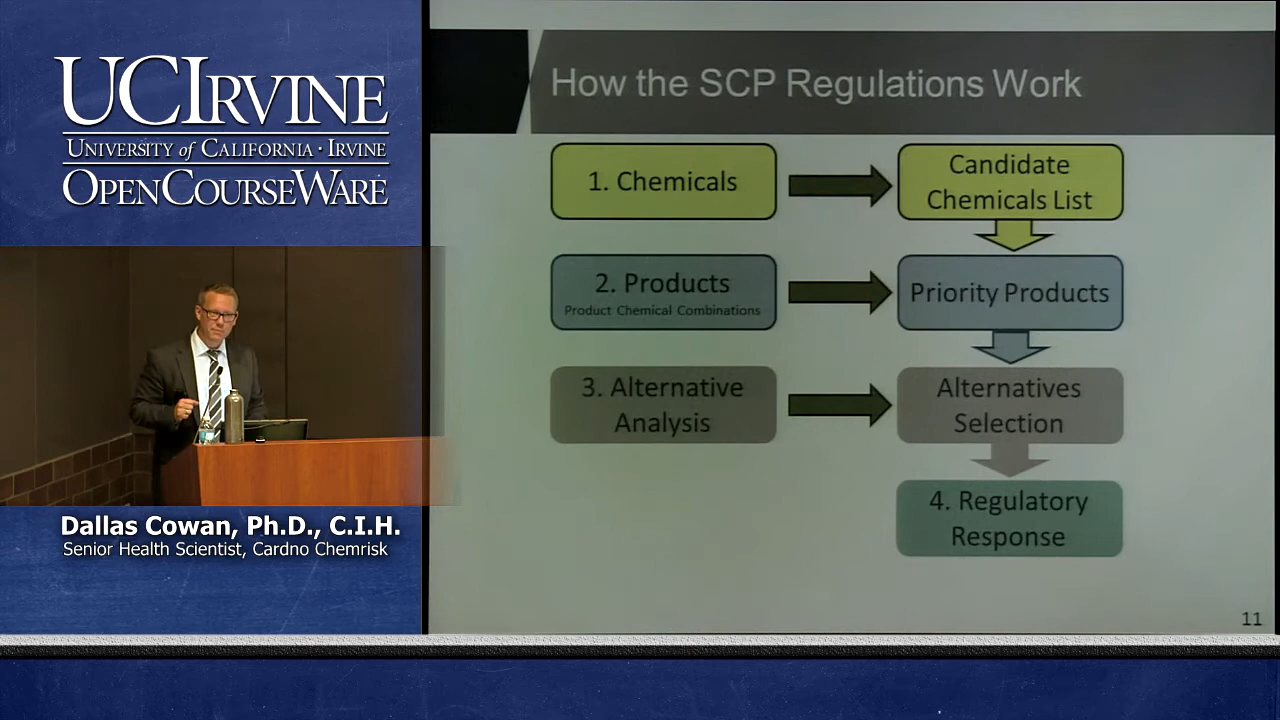 UCIRVINE
UNIVERSITY of CALIFORNIA · IRVINE
OPENCOURSEWARE
Dallas Cowan, Ph.D., C.I.H.
Senior Health Scientist, Cardno Chemrisk
How the SCP Regulations Work
1. Chemicals
Candidate
Chemicals List
2. Products
Product Chemical Combinations
Priority Products
3. Alternative
Analysis
Alternatives
Selection
4. Regulatory
Response
11